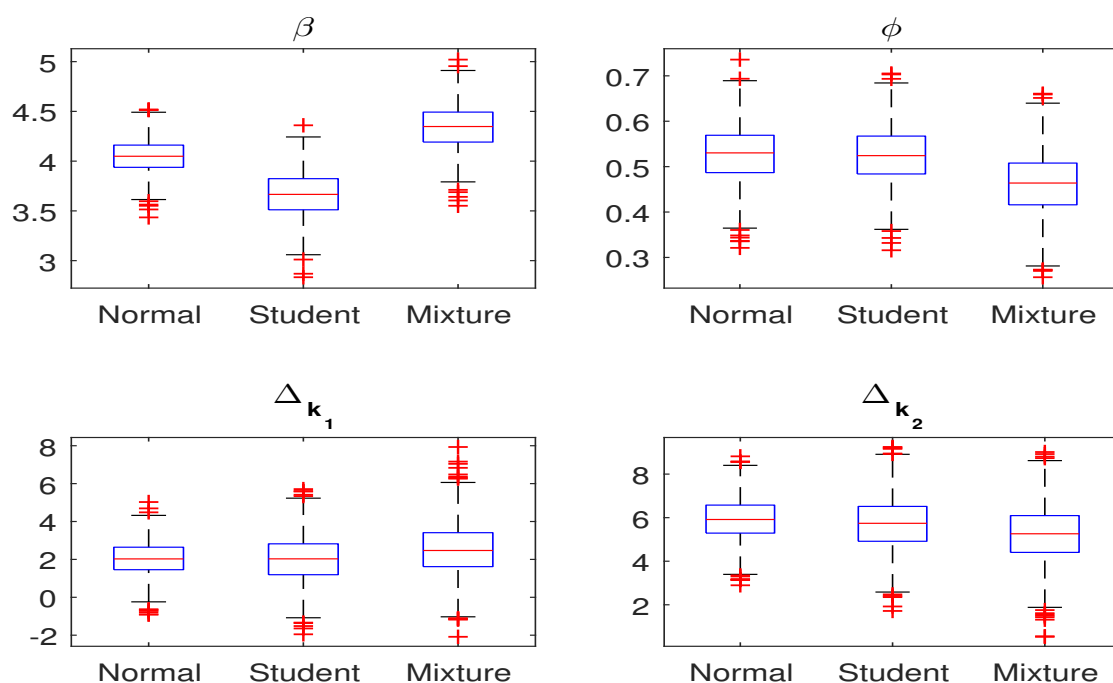 β
5
4.5
4
3.5
3
Normal Student Mixture
ϕ
0.7
0.6
0.5
0.4
0.3
Normal Student Mixture
Δk1
8
6
4
2
0
-2
Normal Student Mixture
Δk2
8
6
4
2
Normal Student Mixture